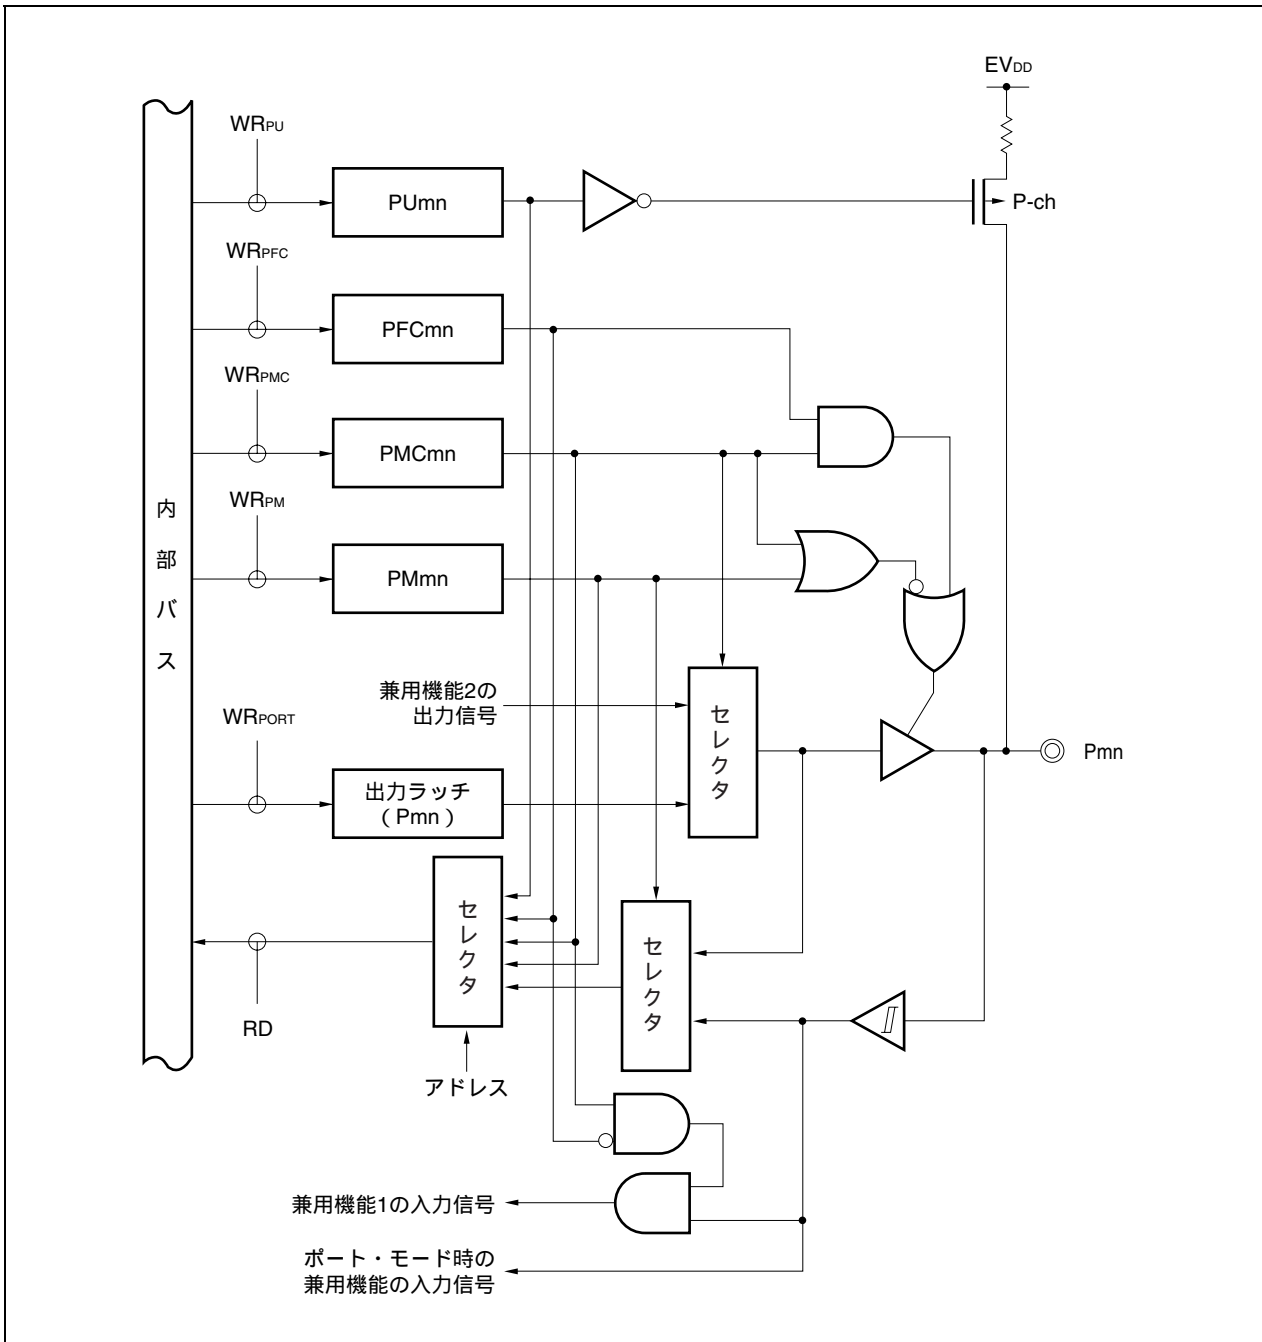 EVDD
WRPU
PUmn
P-ch
WRPFC
PFCmn
WRPMC
PMCmn
WRPM
PMmn
内部バス
兼用機能2の
出力信号
セレクタ
WRPORT
出力ラッチ
（Pmn）
Pmn
セレクタ
セレクタ
RD
アドレス
兼用機能1の入力信号
ポート・モード時の
兼用機能の入力信号